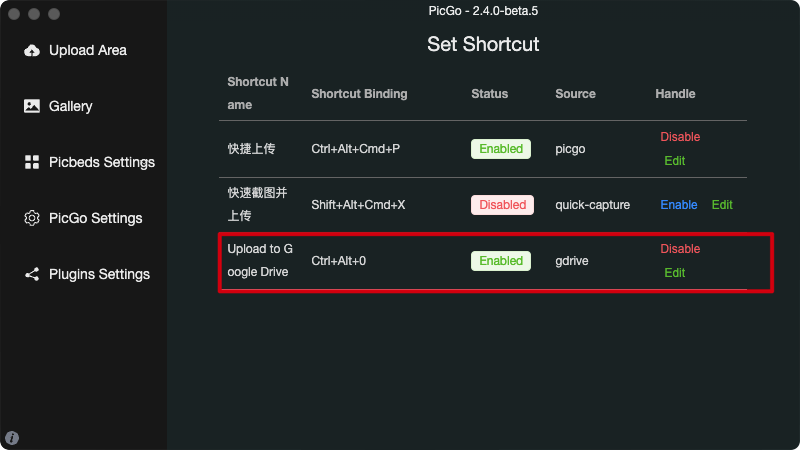 PicGo - 2.4.0-beta.5
Upload Area
Gallery
Picbeds Settings
PicGo Settings
Plugins Settings
Set Shortcut
Shortcut N
ame
Shortcut Binding
Status
Source
Handle
快捷上传
Ctrl+Alt+Cmd+P
Enabled
picgo
Disable
Edit
快速截图并
上传
Shift+Alt+Cmd+X
Disabled
quick-capture
Enable
Edit
Upload to G
oogle Drive
Ctrl+Alt+0
Enabled
gdrive
Disable
Edit
i